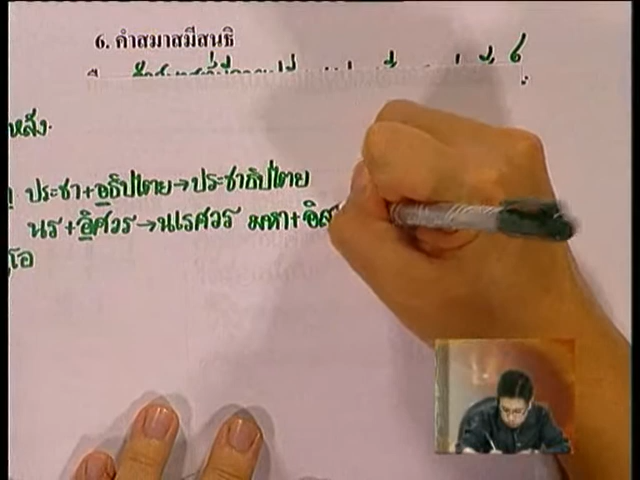 6. คำสมาสมีสนธิ
หลัง.
ประชา+อธิปไตย→ประชาธิปไตย
นร+อิศวร→นเรศวร มหา+อิส
โอ